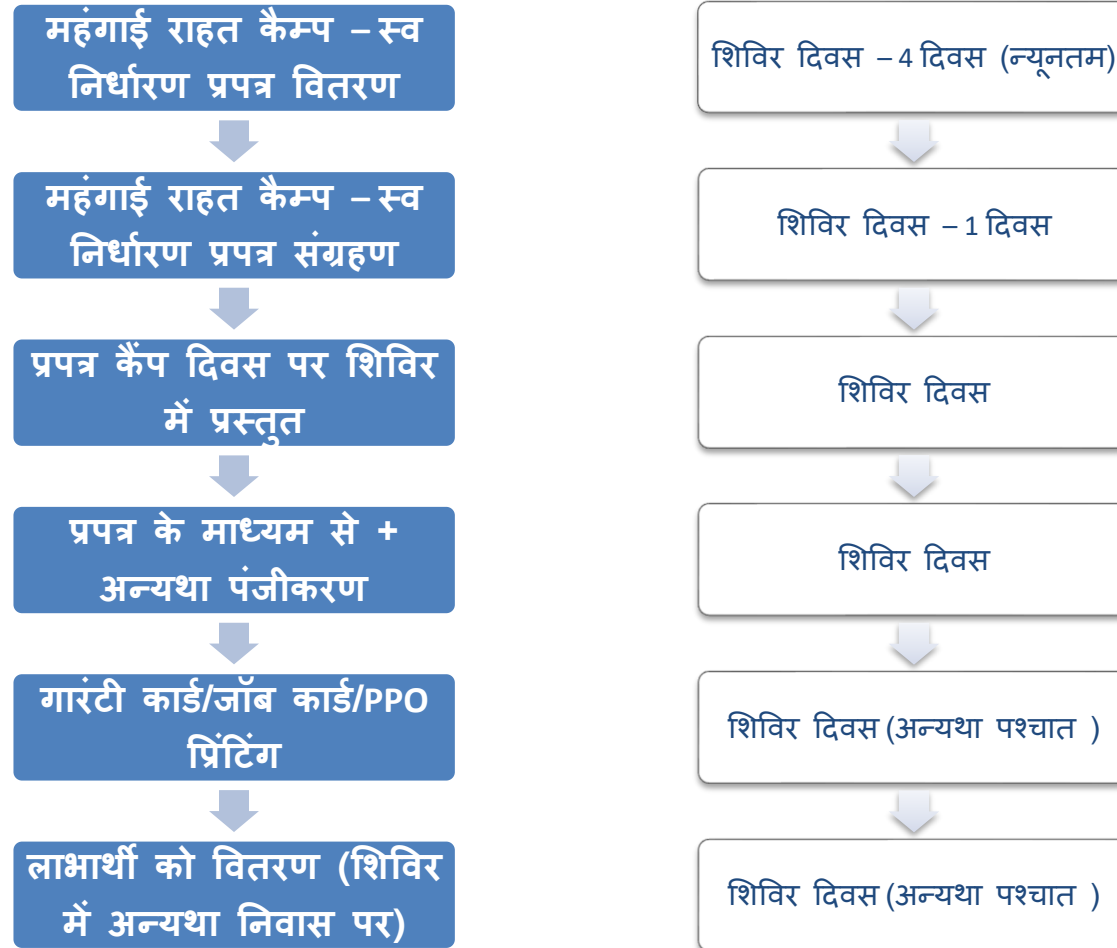 महंगाई राहत कैम्प – स्व
निर्धारण प्रपत्र वितरण
शिविर दिवस – 4 दिवस (न्यूनतम)
महंगाई राहत कैम्प – स्व
निर्धारण प्रपत्र संग्रहण
शिविर दिवस – 1 दिवस
प्रपत्र कैंप दिवस पर शिविर
में प्रस्तुत
शिविर दिवस
प्रपत्र के माध्यम से +
अन्यथा पंजीकरण
शिविर दिवस
गारंटी कार्ड/जॉब कार्ड/PPO
प्रिंटिंग
शिविर दिवस (अन्यथा पश्चात )
लाभार्थी को वितरण (शिविर
में अन्यथा निवास पर)
शिविर दिवस (अन्यथा पश्चात )